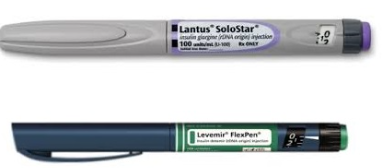 Lantus® SoloStar®
insulin glargine (rDNA origin) injection
100 units/mL (U-100) Rx ONLY
Levemir® FlexPen®
insulin detemir (rDNA origin) injection